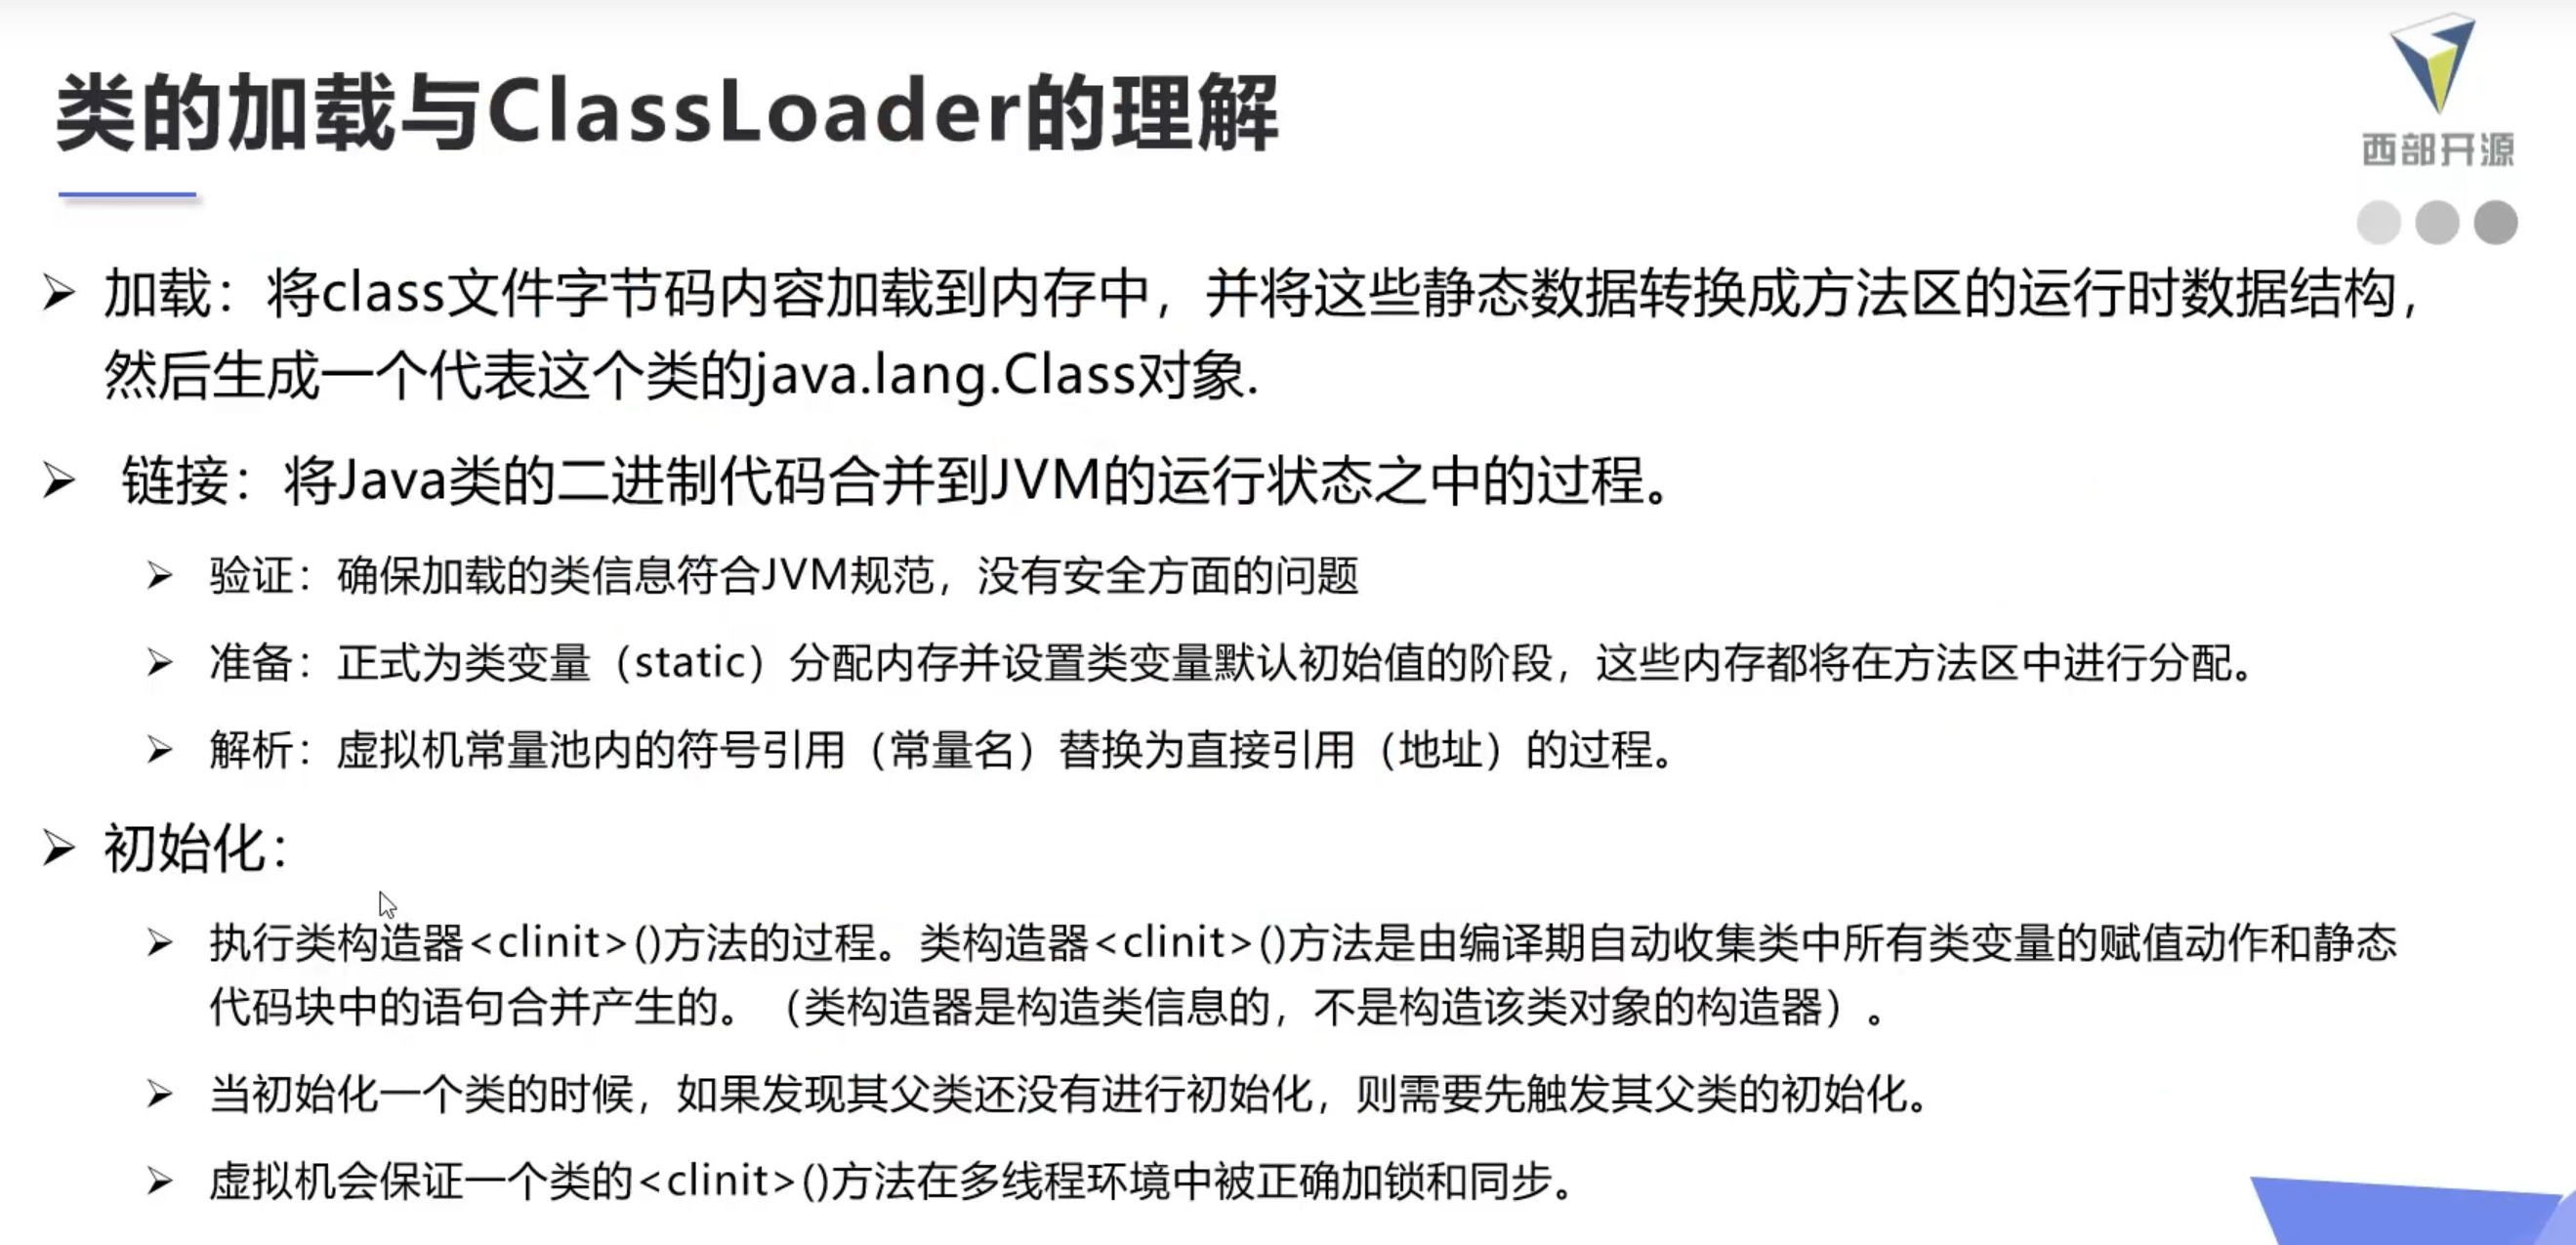 类的加载与ClassLoader的理解
西部开源
➢ 加载：将class文件字节码内容加载到内存中，并将这些静态数据转换成方法区的运行时数据结构，
然后生成一个代表这个类的java.lang.Class对象.
➢ 链接：将Java类的二进制代码合并到JVM的运行状态之中的过程。
➢ 验证：确保加载的类信息符合JVM规范，没有安全方面的问题
➢ 准备：正式为类变量（static）分配内存并设置类变量默认初始值的阶段，这些内存都将在方法区中进行分配。
➢ 解析：虚拟机常量池内的符号引用（常量名）替换为直接引用（地址）的过程。
➢ 初始化：
➢ 执行类构造器<clinit>()方法的过程。类构造器<clinit>()方法是由编译期自动收集类中所有类变量的赋值动作和静态
代码块中的语句合并产生的。（类构造器是构造类信息的，不是构造该类对象的构造器）。
➢ 当初始化一个类的时候，如果发现其父类还没有进行初始化，则需要先触发其父类的初始化。
➢ 虚拟机会保证一个类的<clinit>()方法在多线程环境中被正确加锁和同步。